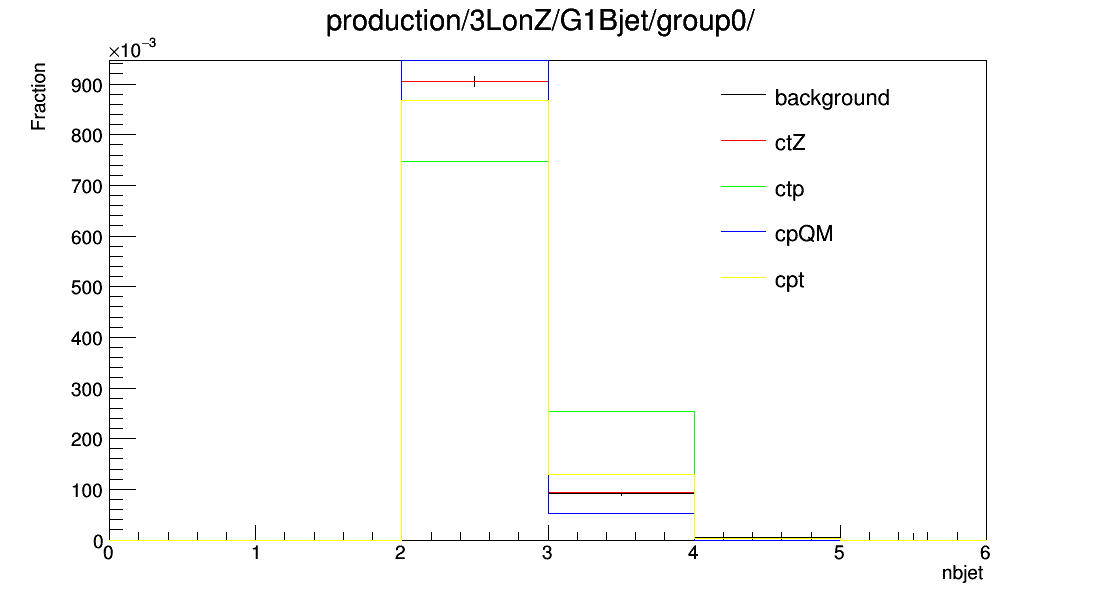 production/3LonZ/G1Bjet/group0/
×10⁻³
Fraction
900
800
700
600
500
400
300
200
100
0
background
ctZ
ctp
cpQM
cpt
0 1 2 3 4 5 6
nbjet